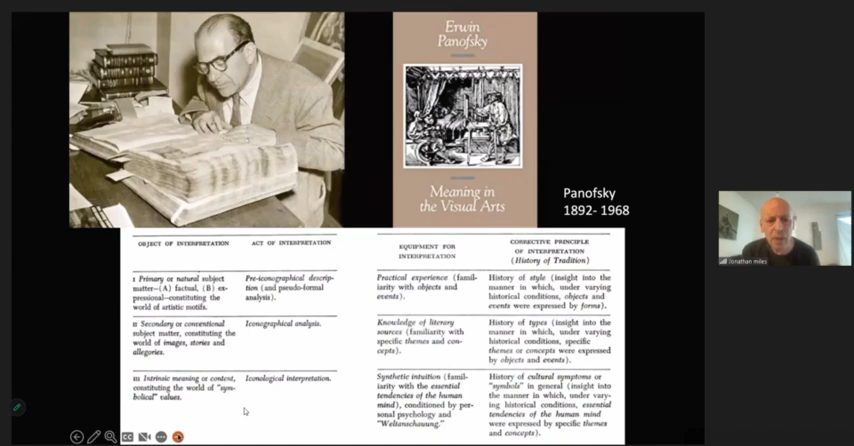 Erwin
Panofsky
Meaning in
the Visual Arts
Panofsky
1892- 1968
Jonathan miles
OBJECT OF INTERPRETATION
ACT OF INTERPRETATION
EQUIPMENT FOR
INTERPRETATION
CORRECTIVE PRINCIPLE
OF INTERPRETATION
(History of Tradition)
I Primary or natural subject
matter—(A) factual, (B) ex-
pressional—constituting the
world of artistic motifs.
Pre-iconographical descrip-
tion (and pseudo-formal
analysis).
Practical experience (famil-
iarity with objects and
events).
History of style (insight into the
manner in which, under varying
historical conditions, objects and
events were expressed by forms).
II Secondary or conventional
subject matter, constituting the
world of images, stories and
allegories.
Iconographical analysis.
Knowledge of literary
sources (familiarity with
specific themes and con-
cepts).
History of types (insight into the
manner in which, under varying
historical conditions, specific
themes or concepts were expressed
by objects and events).
III Intrinsic meaning or content,
constituting the world of "sym-
bolical" values.
Iconological interpretation.
Synthetic intuition (famil-
iarity with the essential
tendencies of the human
mind), conditioned by per-
sonal psychology and
"Weltanschauung."
History of cultural symptoms or
"symbols" in general (insight into
the manner in which, under vary-
ing historical conditions, essential
tendencies of the human mind
were expressed by specific themes
and concepts).
CC